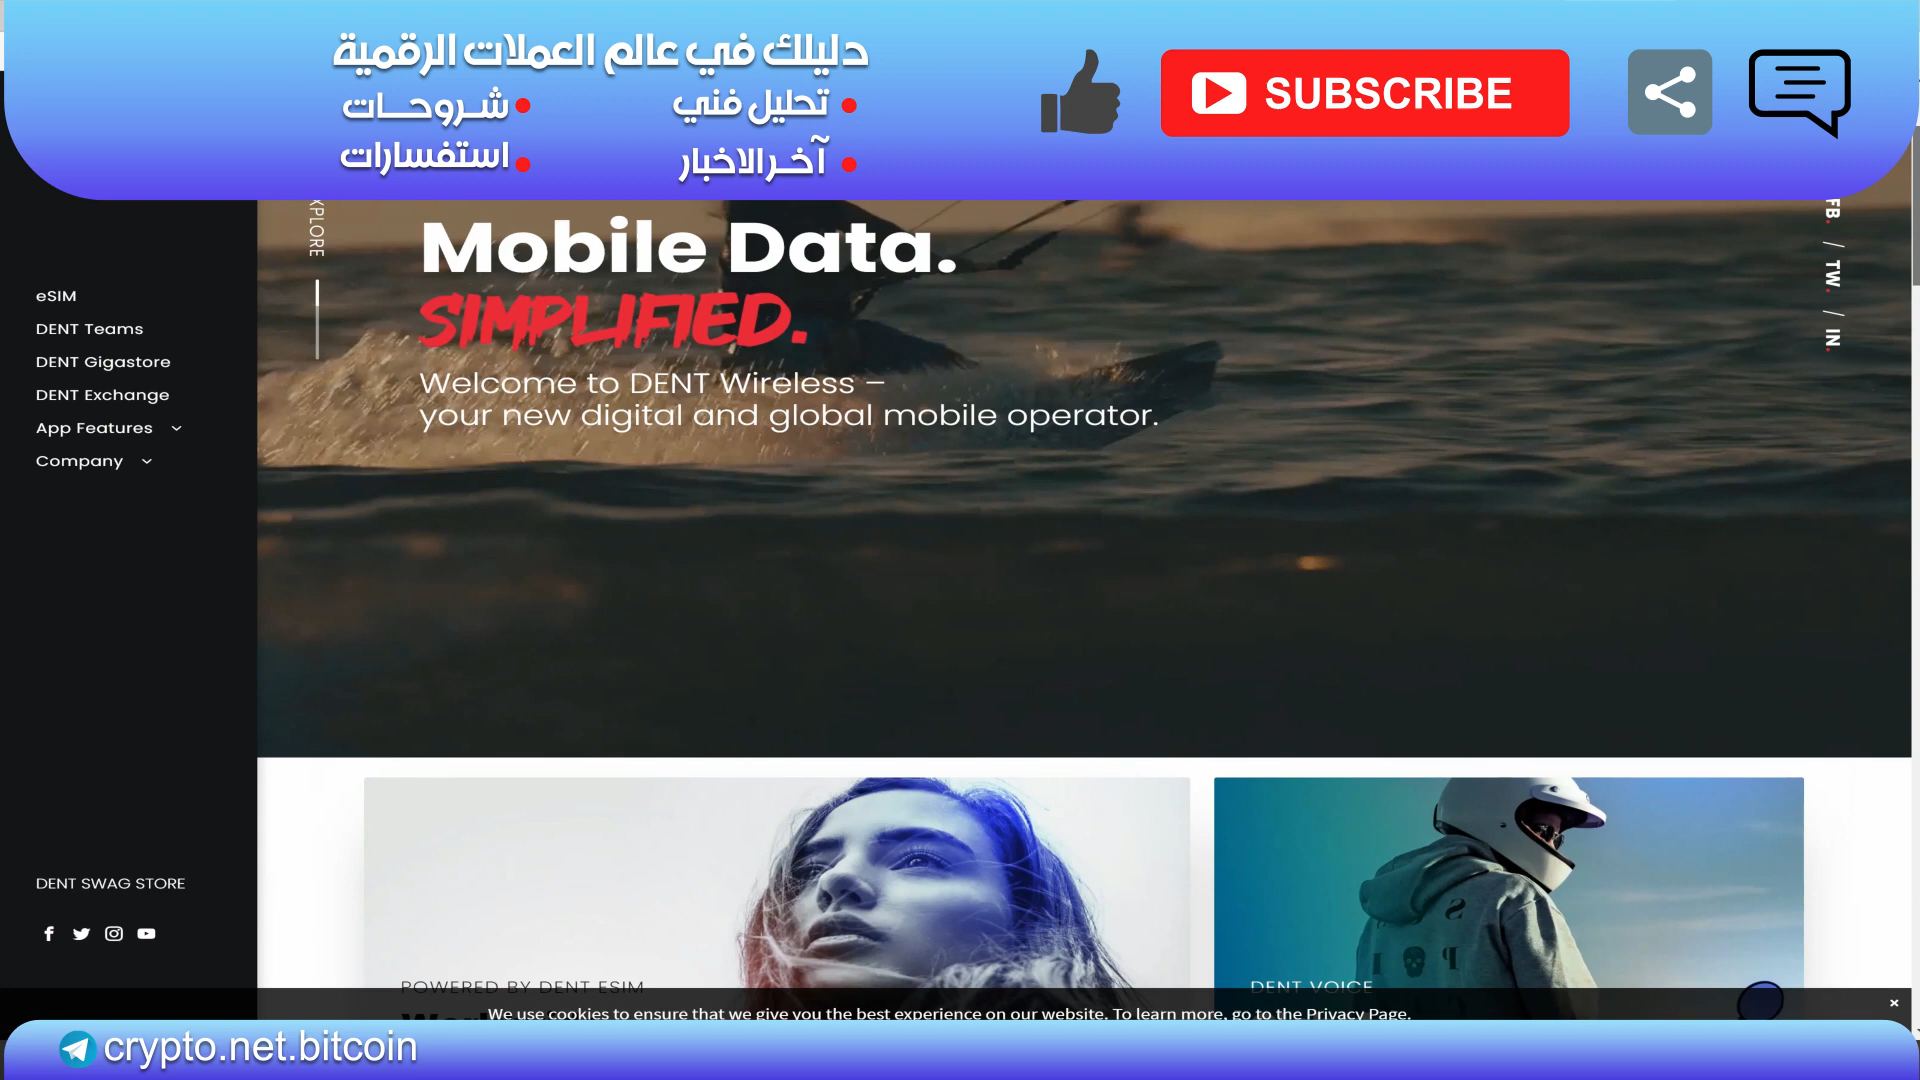 دليلك في عالم العملات الرقمية
تحليل فني
شروحات
آخر الاخبار
استفسارات
SUBSCRIBE
eSIM
DENT Teams
DENT Gigastore
DENT Exchange
App Features
Company
DENT SWAG STORE
Mobile Data.
SIMPLIFIED.
Welcome to DENT Wireless –
your new digital and global mobile operator.
FB. / TW. / IN.
POWERED BY DENT ESIM
DENT VOICE
We use cookies to ensure that we give you the best experience on our website. To learn more, go to the Privacy Page.
×
crypto.net.bitcoin